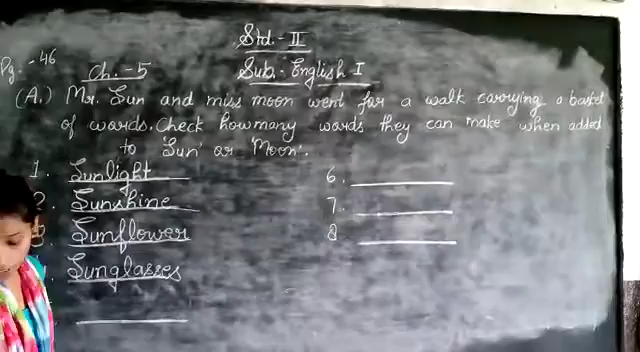 Std.- II
Pg. - 46
Ch. - 5
Sub.- English-I
(A.) Mr. Sun and miss moon went for a walk carrying a basket
of words. Check howmany words they can make when added
to 'Sun' or 'Moon'.
1. Sunlight
2. Sunshine
3. Sunflower
Sunglasses
6.
7.
8